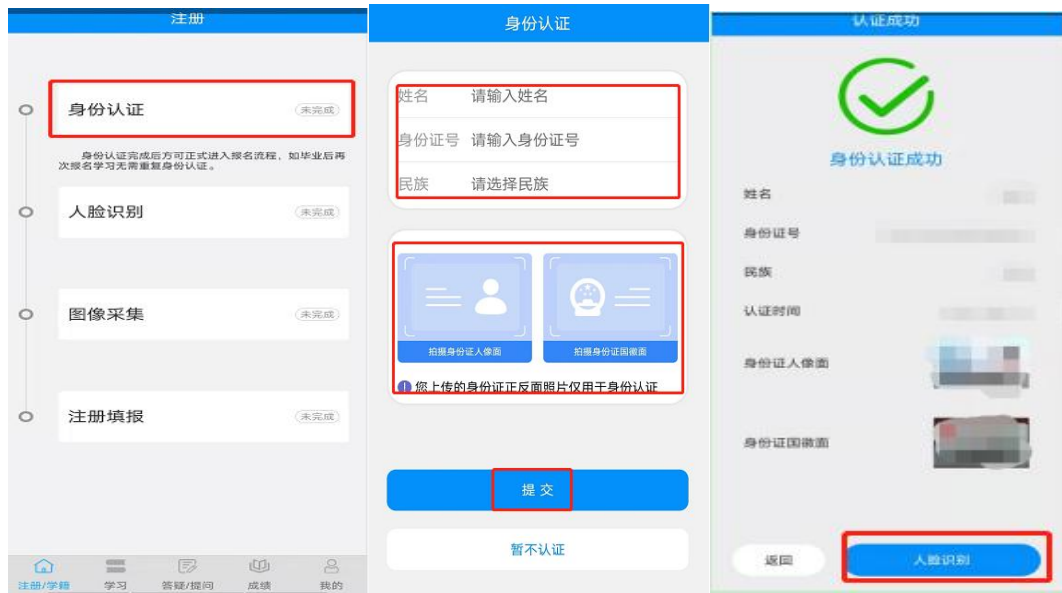 注册
身份认证
未完成
身份认证完成后方可正式进入报名流程，如毕业后再
次报名学习无需重复身份认证。
人脸识别
未完成
图像采集
未完成
注册填报
未完成
注册/学籍
学习
答疑/提问
成绩
我的
身份认证
姓名 请输入姓名
身份证号 请输入身份证号
民族 请选择民族
拍摄身份证人像面
拍摄身份证国徽面
您上传的身份证正反面照片仅用于身份认证
提交
暂不认证
认证成功
身份认证成功
姓名
身份证号
民族
认证时间
身份证人像面
身份证国徽面
返回
人脸识别